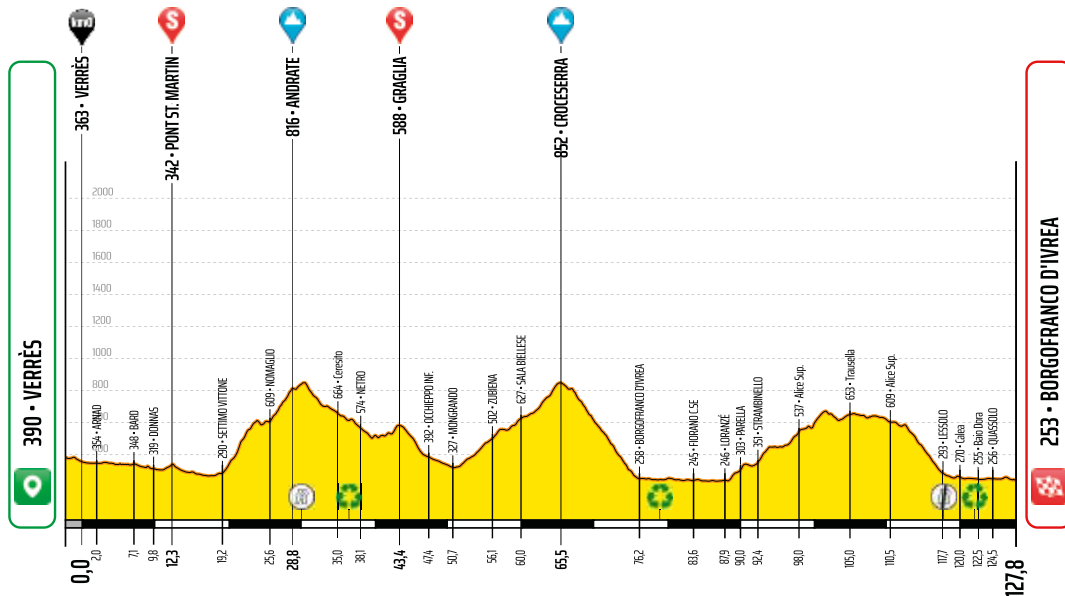 km0
S
S
363 • VERRÈS
342 • PONT ST. MARTIN
816 • ANDRATE
588 • GRAGLIA
852 • CROCESERRA
390 • VERRÈS
253 • BORGOFRANCO D'IVREA
2000
1800
1600
1400
1200
1000
800
600
400
200
354 • ARNAD
348 • BARD
319 • DONNAS
290 • SETTIMO VITTONE
609 • NOMAGLIO
664 • Ceresito
574 • NETRO
392 • OCCHIEPPO INF.
327 • MONGRANDO
502 • ZUBIENA
627 • SALA BIELLESE
258 • BORGOFRANCO D'IVREA
245 • FIORANO C.SE
246 • LORANZÉ
303 • PARELLA
351 • STRAMBINELLO
537 • Alice Sup.
653 • Trausella
609 • Alice Sup.
293 • LESSOLO
270 • Calea
255 • Baio Dora
256 • QUASSOLO
0,0
2,0
7,1
9,8
12,3
19,2
25,6
28,8
35,0
38,1
43,4
47,4
50,7
56,1
60,0
65,5
76,2
83,6
87,9
90,0
92,4
98,0
105,0
110,5
117,7
120,0
122,5
124,5
127,8